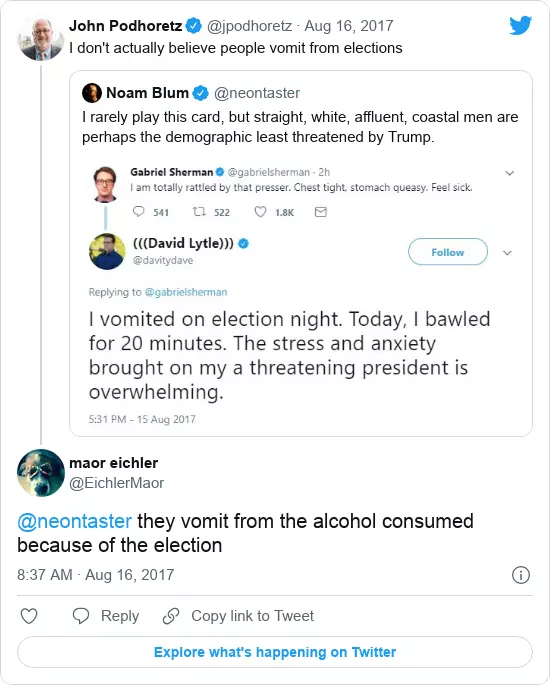 John Podhoretz @jpodhoretz · Aug 16, 2017
I don't actually believe people vomit from elections
Noam Blum @neontaster
I rarely play this card, but straight, white, affluent, coastal men are
perhaps the demographic least threatened by Trump.
Gabriel Sherman @gabrielsherman · 2h
I am totally rattled by that presser. Chest tight, stomach queasy. Feel sick.
541 522 1.8K
(((David Lytle)))
@davitydave
Follow
Replying to @gabrielsherman
I vomited on election night. Today, I bawled
for 20 minutes. The stress and anxiety
brought on my a threatening president is
overwhelming.
5:31 PM - 15 Aug 2017
maor eichler
@EichlerMaor
@neontaster they vomit from the alcohol consumed
because of the election
8:37 AM · Aug 16, 2017
Reply Copy link to Tweet
Explore what's happening on Twitter